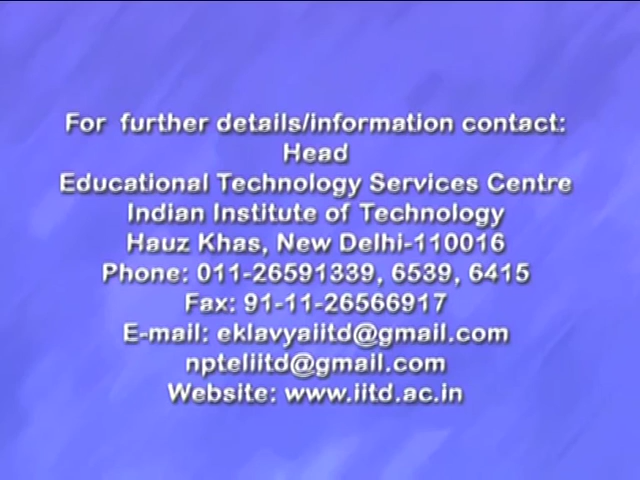 For further details/information contact:
Head
Educational Technology Services Centre
Indian Institute of Technology
Hauz Khas, New Delhi-110016
Phone: 011-26591339, 6539, 6415
Fax: 91-11-26566917
E-mail: eklavyaiitd@gmail.com
npteliitd@gmail.com
Website: www.iitd.ac.in